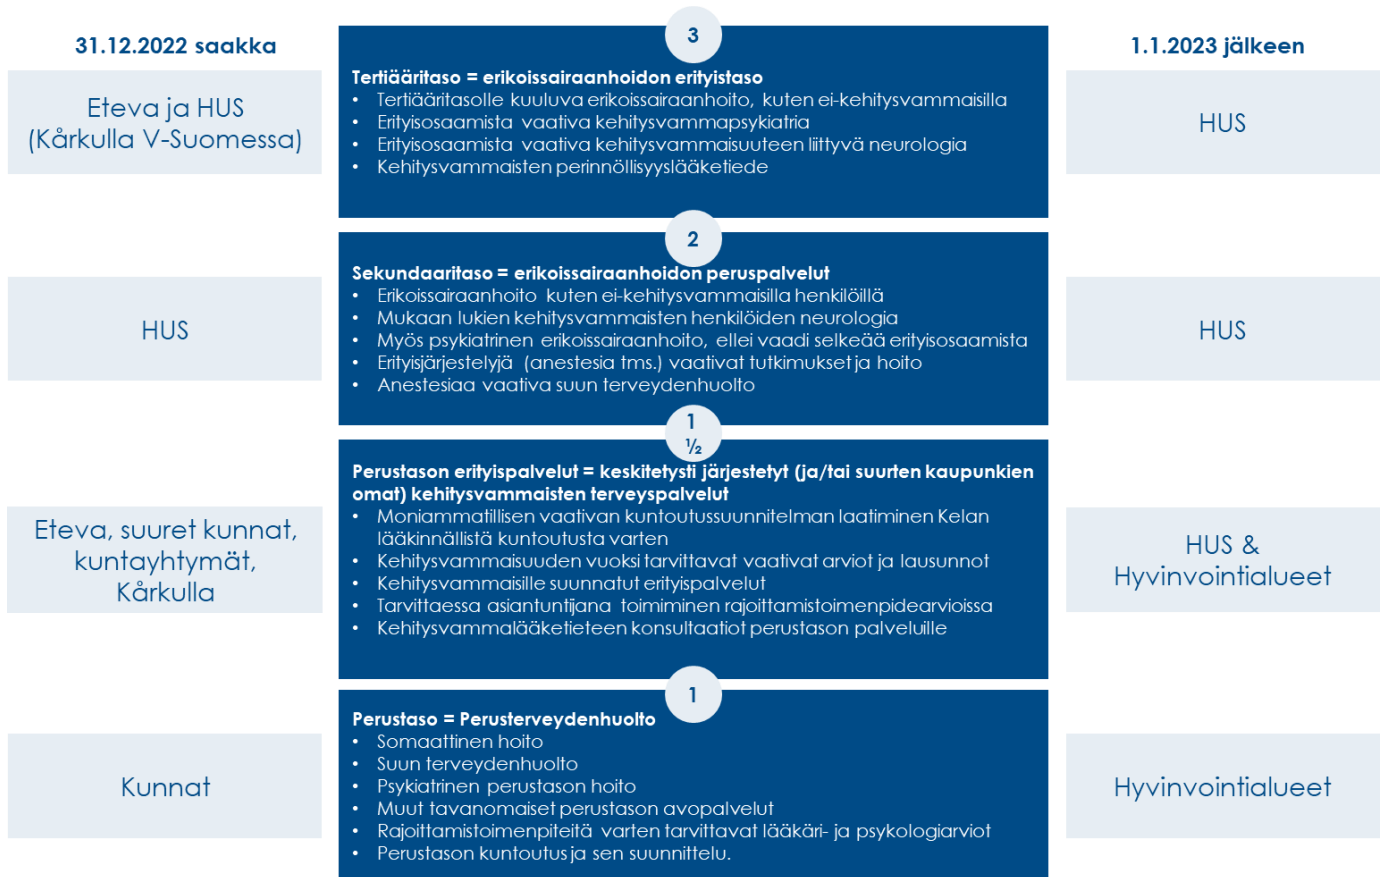 31.12.2022 saakka
3
1.1.2023 jälkeen
Eteva ja HUS
(Kårkulla V-Suomessa)
Tertiääritaso = erikoissairaanhoidon erityistaso
• Tertiääritasolle kuuluva erikoissairaanhoito, kuten ei-kehitysvammaisilla
• Erityisosaamista vaativa kehitysvammapsykiatria
• Erityisosaamista vaativa kehitysvammaisuuteen liittyvä neurologia
• Kehitysvammaisten perinnöllisyyslääketiede
HUS
2
HUS
Sekundaaritaso = erikoissairaanhoidon peruspalvelut
• Erikoissairaanhoito kuten ei-kehitysvammaisilla henkilöillä
• Mukaan lukien kehitysvammaisten henkilöiden neurologia
• Myös psykiatrinen erikoissairaanhoito, ellei vaadi selkeää erityisosaamista
• Erityisjärjestelyjä (anestesia tms.) vaativat tutkimukset ja hoito
• Anestesiaa vaativa suun terveydenhuolto
HUS
1
½
Eteva, suuret kunnat,
kuntayhtymät,
Kårkulla
Perustason erityispalvelut = keskitetysti järjestetyt (ja/tai suurten kaupunkien
omat) kehitysvammaisten terveyspalvelut
• Moniammatillisen vaativan kuntoutussuunnitelman laatiminen Kelan
lääkinnällistä kuntoutusta varten
• Kehitysvammaisuuden vuoksi tarvittavat vaativat arviot ja lausunnot
• Kehitysvammaisille suunnatut erityispalvelut
• Tarvittaessa asiantuntijana toimiminen rajoittamistoimenpidearvioissa
• Kehitysvammalääketieteen konsultaatiot perustason palveluille
HUS &
Hyvinvointialueet
1
Kunnat
Perustaso = Perusterveydenhuolto
• Somaattinen hoito
• Suun terveydenhuolto
• Psykiatrinen perustason hoito
• Muut tavanomaiset perustason avopalvelut
• Rajoittamistoimenpiteitä varten tarvittavat lääkäri- ja psykologiarviot
• Perustason kuntoutus ja sen suunnittelu.
Hyvinvointialueet